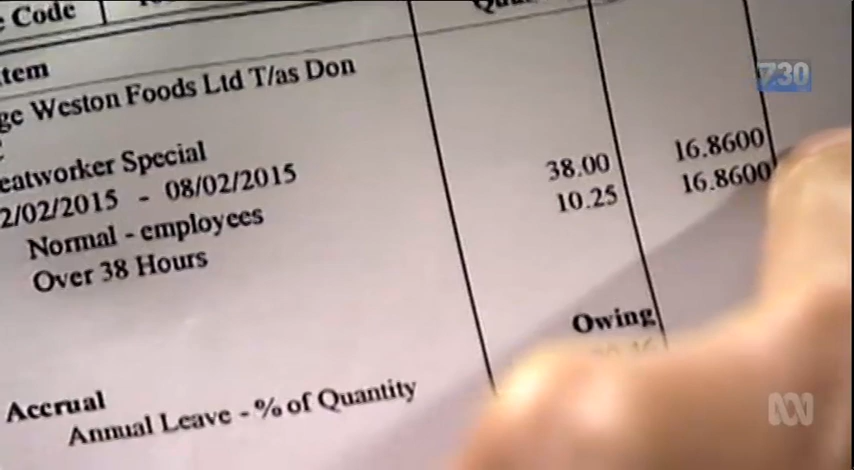 Code
tem
ge Weston Foods Ltd T/as Don
eatworker Special
2/02/2015 - 08/02/2015
Normal - employees 38.00 16.8600
Over 38 Hours 10.25 16.8600
Owing
Accrual
Annual Leave - % of Quantity
7.30